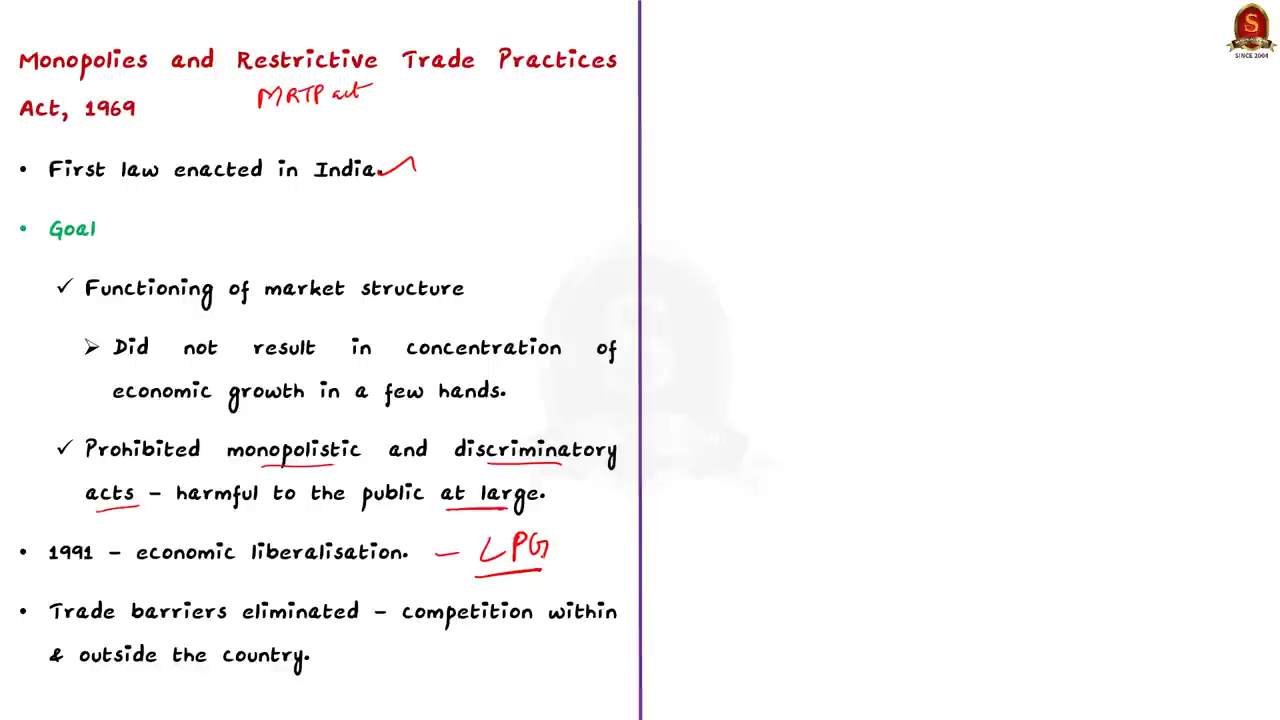 Monopolies and Restrictive Trade Practices
Act, 1969
MRTP act
• First law enacted in India.
• Goal
✓ Functioning of market structure
➢ Did not result in concentration of
economic growth in a few hands.
✓ Prohibited monopolistic and discriminatory
acts – harmful to the public at large.
• 1991 – economic liberalisation. – LPG
• Trade barriers eliminated – competition within
& outside the country.
S
SINCE 2004